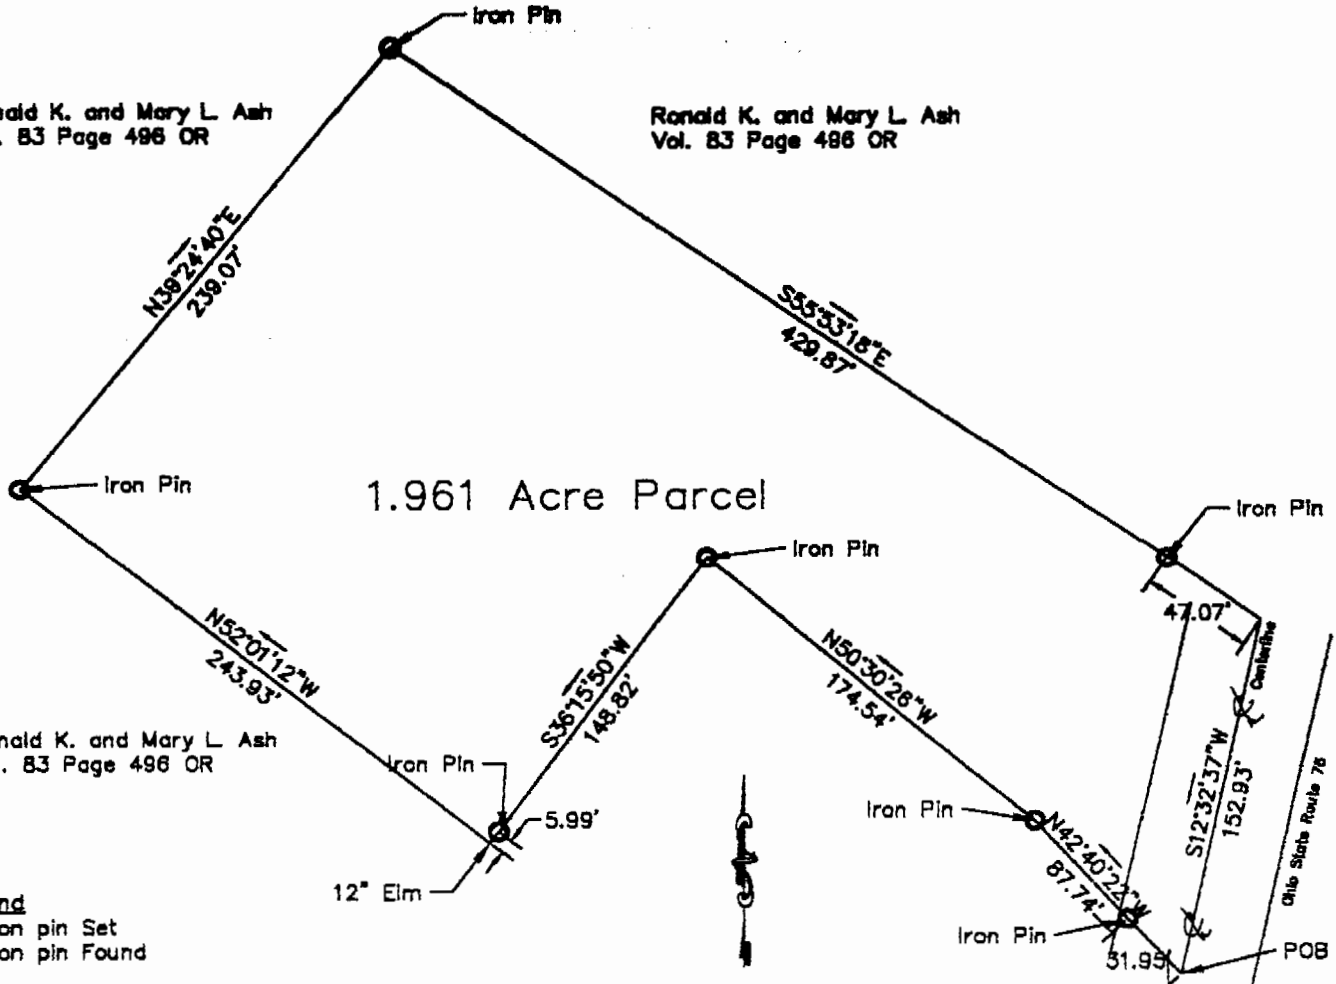 Iron Pin
ald K. and Mary L. Ash
. 83 Page 496 OR
Ronald K. and Mary L. Ash
Vol. 83 Page 496 OR
N39°24'40"E
239.07'
S55°53'18"E
429.87'
Iron Pin
1.961 Acre Parcel
Iron Pin
Iron Pin
47.07'
Centerline
N52°01'12"W
243.93'
S36°15'50"W
148.82'
N50°30'26"W
174.54'
S12°32'37"W
152.93'
Ohio State Route 78
nald K. and Mary L. Ash
. 83 Page 496 OR
Iron Pin
5.99'
12" Elm
Iron Pin
N42°40'22"W
87.74'
Iron Pin
31.95'
POB
nd
on pin Set
on pin Found